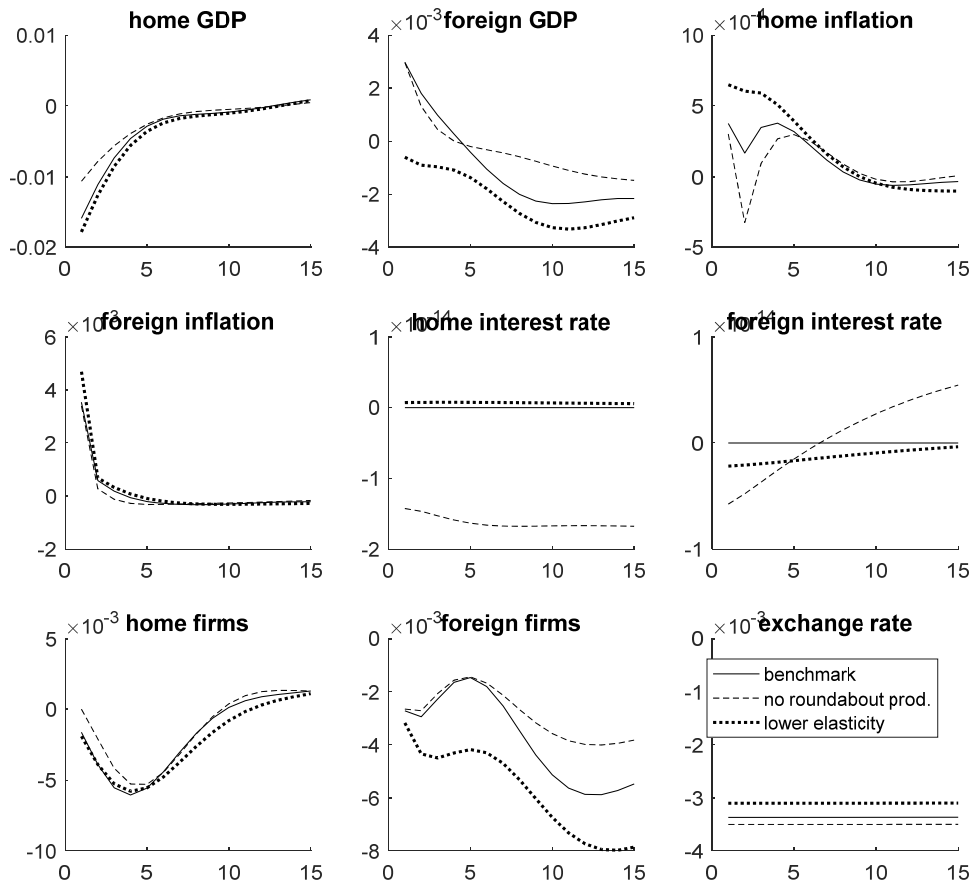 home GDP
0.01
0
-0.01
-0.02
0 5 10 15
foreign GDP
×10⁻³
4
2
0
-2
-4
0 5 10 15
home inflation
×10⁻⁴
10
5
0
-5
0 5 10 15
foreign inflation
×10⁻³
6
4
2
0
-2
0 5 10 15
home interest rate
×10⁻¹⁴
1
0
-1
-2
0 5 10 15
foreign interest rate
×10⁻¹⁴
1
0
-1
0 5 10 15
home firms
×10⁻³
5
0
-5
-10
0 5 10 15
foreign firms
×10⁻³
0
-2
-4
-6
-8
0 5 10 15
exchange rate
×10⁻³
0
-1
-2
-3
-4
0 5 10 15
benchmark
no roundabout prod.
lower elasticity